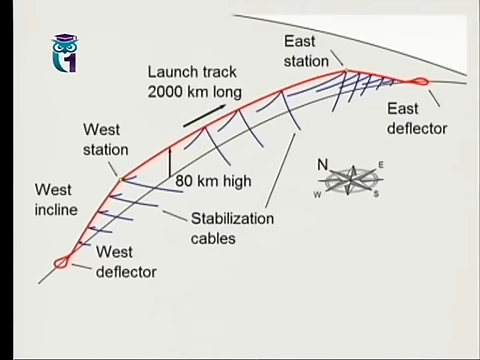 1
East
station
Launch track
2000 km long
East
deflector
West
station
N
E
80 km high
W
S
West
incline
Stabilization
cables
West
deflector